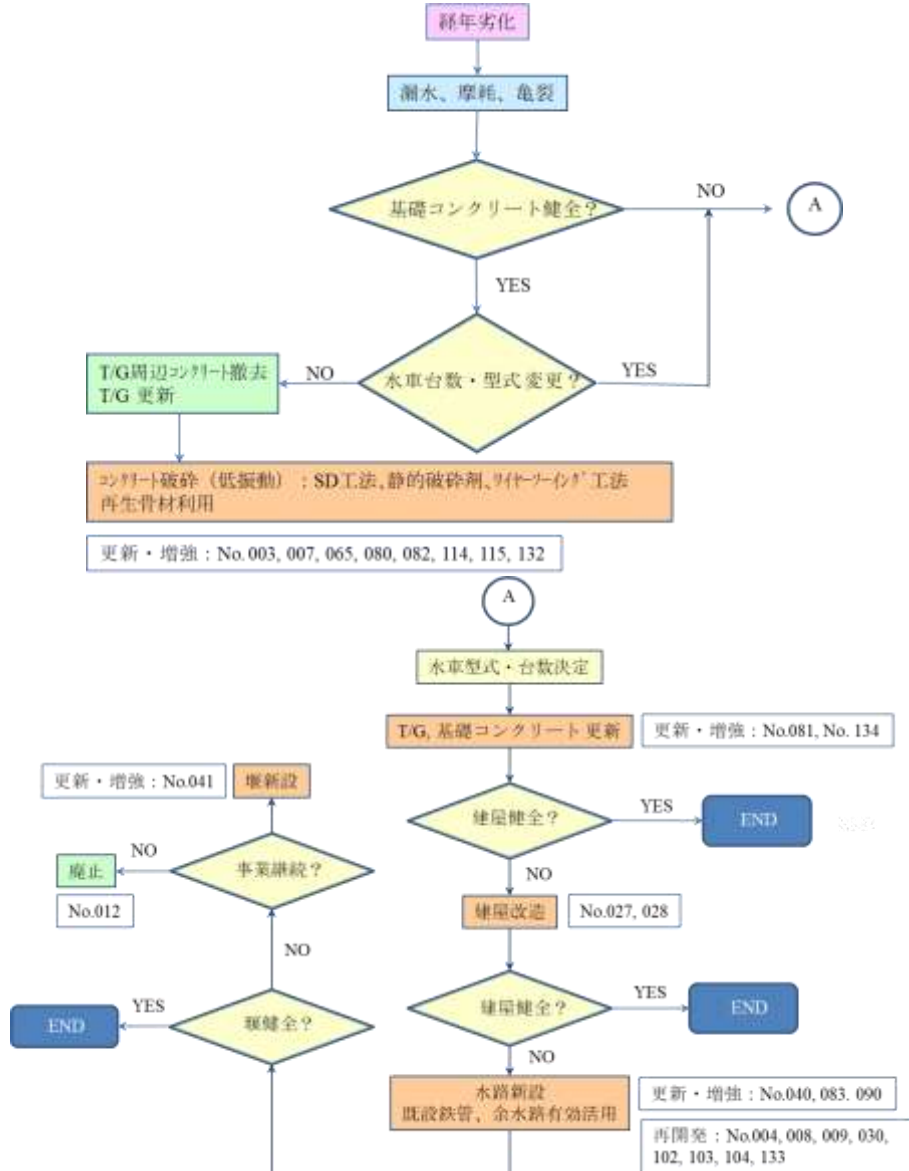 経年劣化
漏水、摩耗、亀裂
基礎コンクリート健全？
NO
A
YES
水車台数・型式変更？
NO
YES
T/G周辺コンクリート撤去
T/G 更新
コンクリート破砕（低振動）：SD工法、静的破砕剤、ワイヤーソーイング工法
再生骨材利用
更新・増強：No. 003, 007, 065, 080, 082, 114, 115, 132
A
水車型式・台数決定
T/G, 基礎コンクリート 更新
更新・増強：No.081, No. 134
建屋健全？
YES
END
NO
建屋改造
No.027, 028
建屋健全？
YES
END
NO
水路新設
既設鉄管、余水路有効活用
更新・増強：No.040, 083. 090
再開発：No.004, 008, 009, 030,
102, 103, 104, 133
堰健全？
YES
END
NO
事業継続？
NO
廃止
No.012
堰新設
更新・増強：No.041